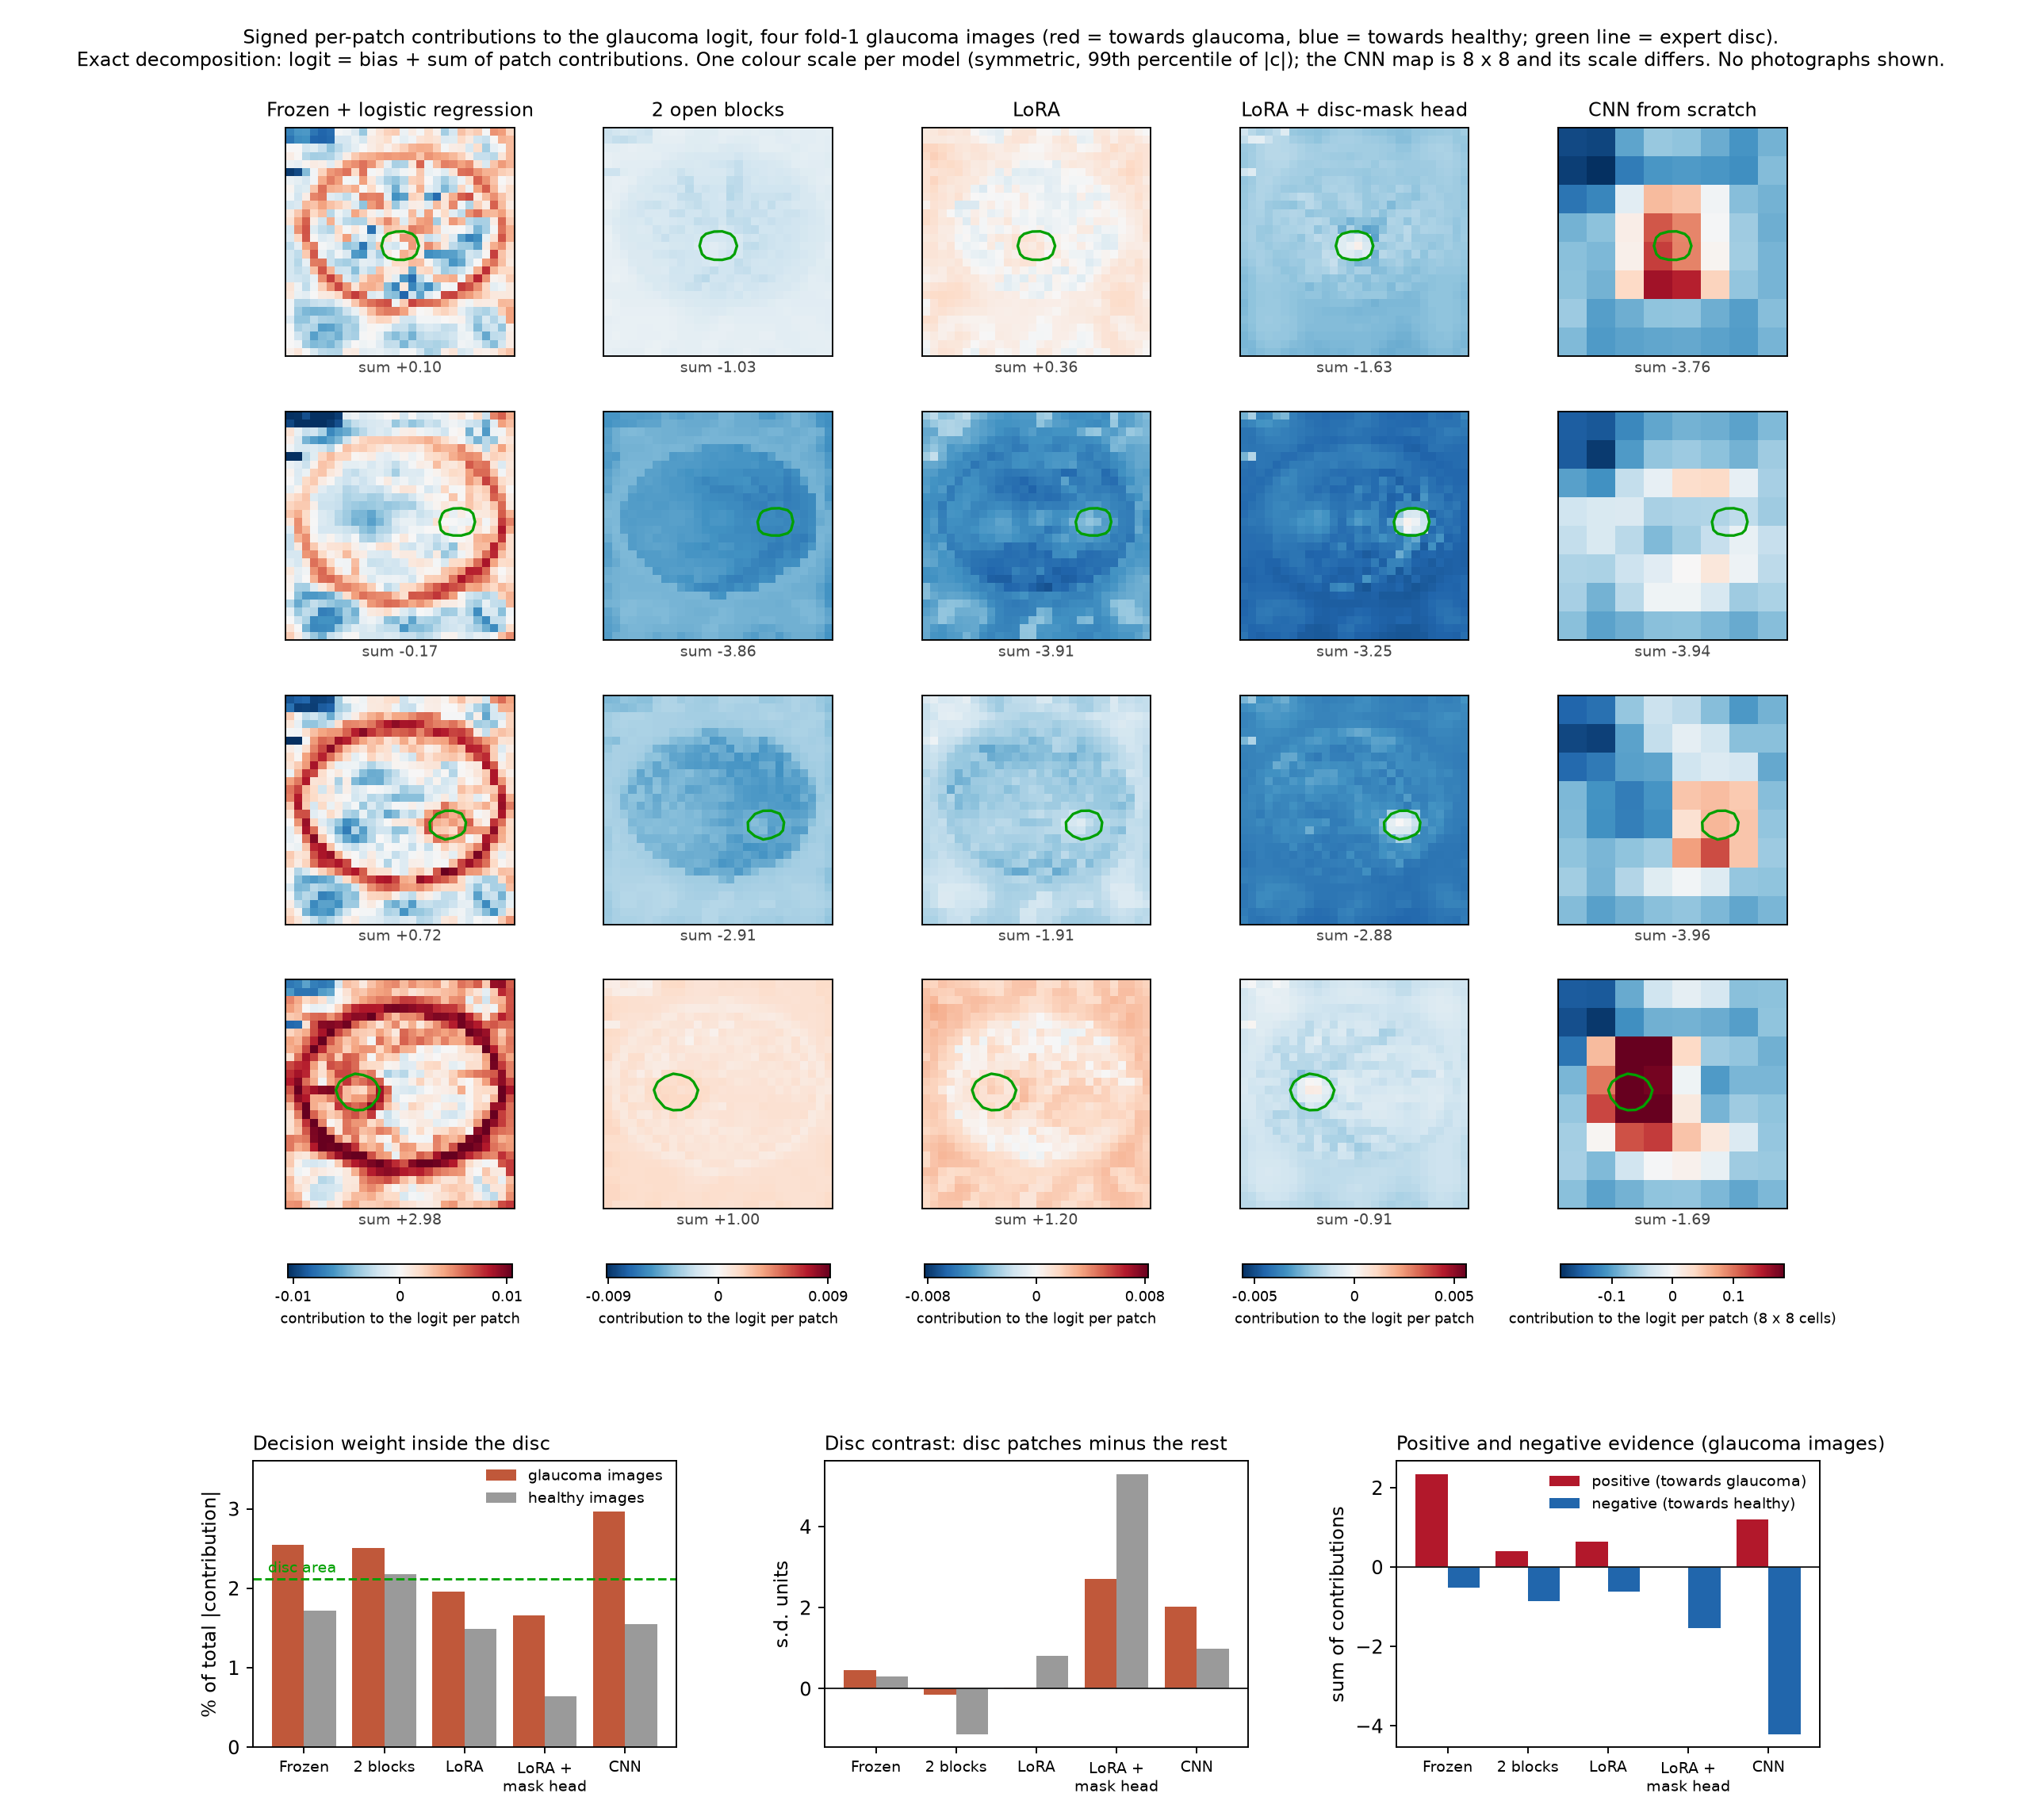 Signed per-patch contributions to the glaucoma logit, four fold-1 glaucoma images (red = towards glaucoma, blue = towards healthy; green line = expert disc).
Exact decomposition: logit = bias + sum of patch contributions. One colour scale per model (symmetric, 99th percentile of |c|); the CNN map is 8 x 8 and its scale differs. No photographs shown.
Frozen + logistic regression
2 open blocks
LoRA
LoRA + disc-mask head
CNN from scratch
sum +0.10
sum -1.03
sum +0.36
sum -1.63
sum -3.76
sum -0.17
sum -3.86
sum -3.91
sum -3.25
sum -3.94
sum +0.72
sum -2.91
sum -1.91
sum -2.88
sum -3.96
sum +2.98
sum +1.00
sum +1.20
sum -0.91
sum -1.69
-0.01 0 0.01
contribution to the logit per patch
-0.009 0 0.009
contribution to the logit per patch
-0.008 0 0.008
contribution to the logit per patch
-0.005 0 0.005
contribution to the logit per patch
-0.1 0 0.1
contribution to the logit per patch (8 x 8 cells)
Decision weight inside the disc
glaucoma images
healthy images
disc area
% of total |contribution|
3
2
1
0
Frozen
2 blocks
LoRA
LoRA +
mask head
CNN
Disc contrast: disc patches minus the rest
s.d. units
4
2
0
Frozen
2 blocks
LoRA
LoRA +
mask head
CNN
Positive and negative evidence (glaucoma images)
positive (towards glaucoma)
negative (towards healthy)
sum of contributions
2
0
−2
−4
Frozen
2 blocks
LoRA
LoRA +
mask head
CNN